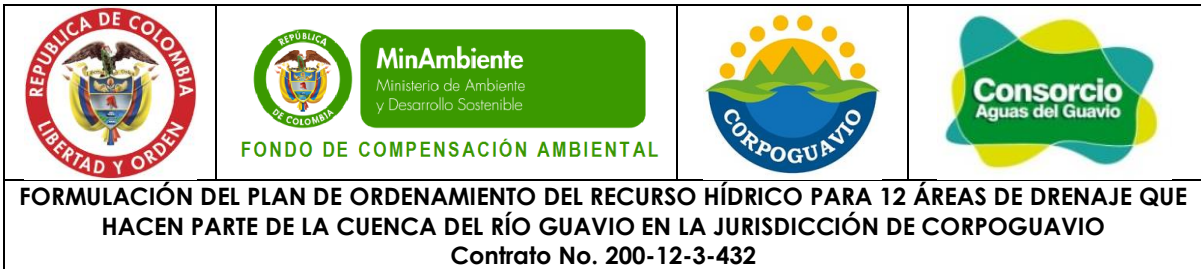 REPUBLICA DE COLOMBIA
LIBERTAD Y ORDEN
REPÚBLICA
DE COLOMBIA
MinAmbiente
Ministerio de Ambiente
y Desarrollo Sostenible
FONDO DE COMPENSACIÓN AMBIENTAL
CORPOGUAVIO
Consorcio
Aguas del Guavio
FORMULACIÓN DEL PLAN DE ORDENAMIENTO DEL RECURSO HÍDRICO PARA 12 ÁREAS DE DRENAJE QUE
HACEN PARTE DE LA CUENCA DEL RÍO GUAVIO EN LA JURISDICCIÓN DE CORPOGUAVIO
Contrato No. 200-12-3-432